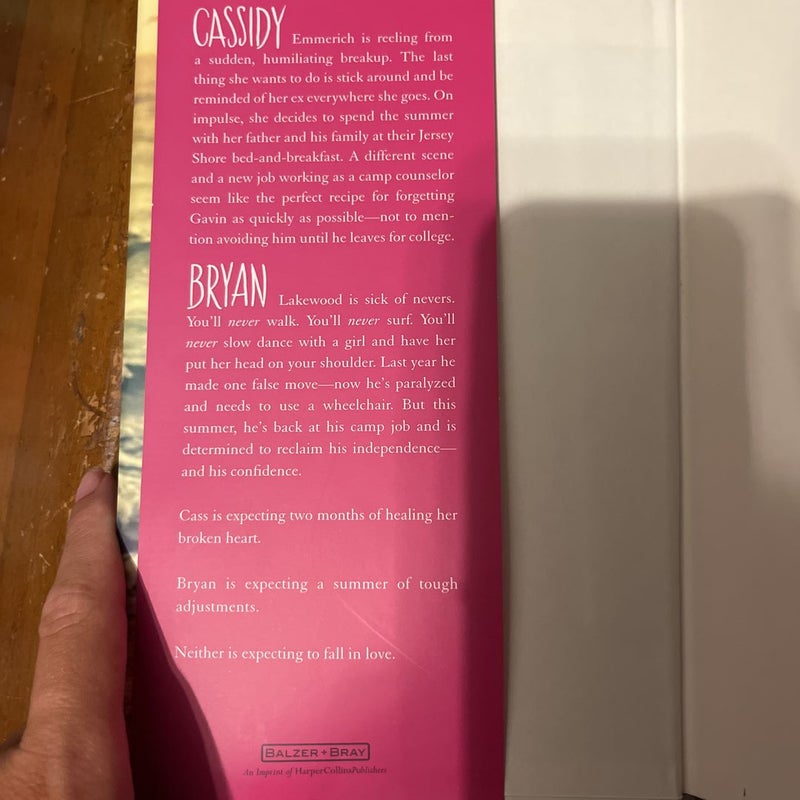 CASSIDY Emmerich is reeling from
a sudden, humiliating breakup. The last
thing she wants to do is stick around and be
reminded of her ex everywhere she goes. On
impulse, she decides to spend the summer
with her father and his family at their Jersey
Shore bed-and-breakfast. A different scene
and a new job working as a camp counselor
seem like the perfect recipe for forgetting
Gavin as quickly as possible—not to men-
tion avoiding him until he leaves for college.
BRYAN Lakewood is sick of nevers.
You'll never walk. You'll never surf. You'll
never slow dance with a girl and have her
put her head on your shoulder. Last year he
made one false move—now he's paralyzed
and needs to use a wheelchair. But this
summer, he's back at his camp job and is
determined to reclaim his independence—
and his confidence.
Cass is expecting two months of healing her
broken heart.
Bryan is expecting a summer of tough
adjustments.
Neither is expecting to fall in love.
BALZER + BRAY
An Imprint of HarperCollinsPublishers